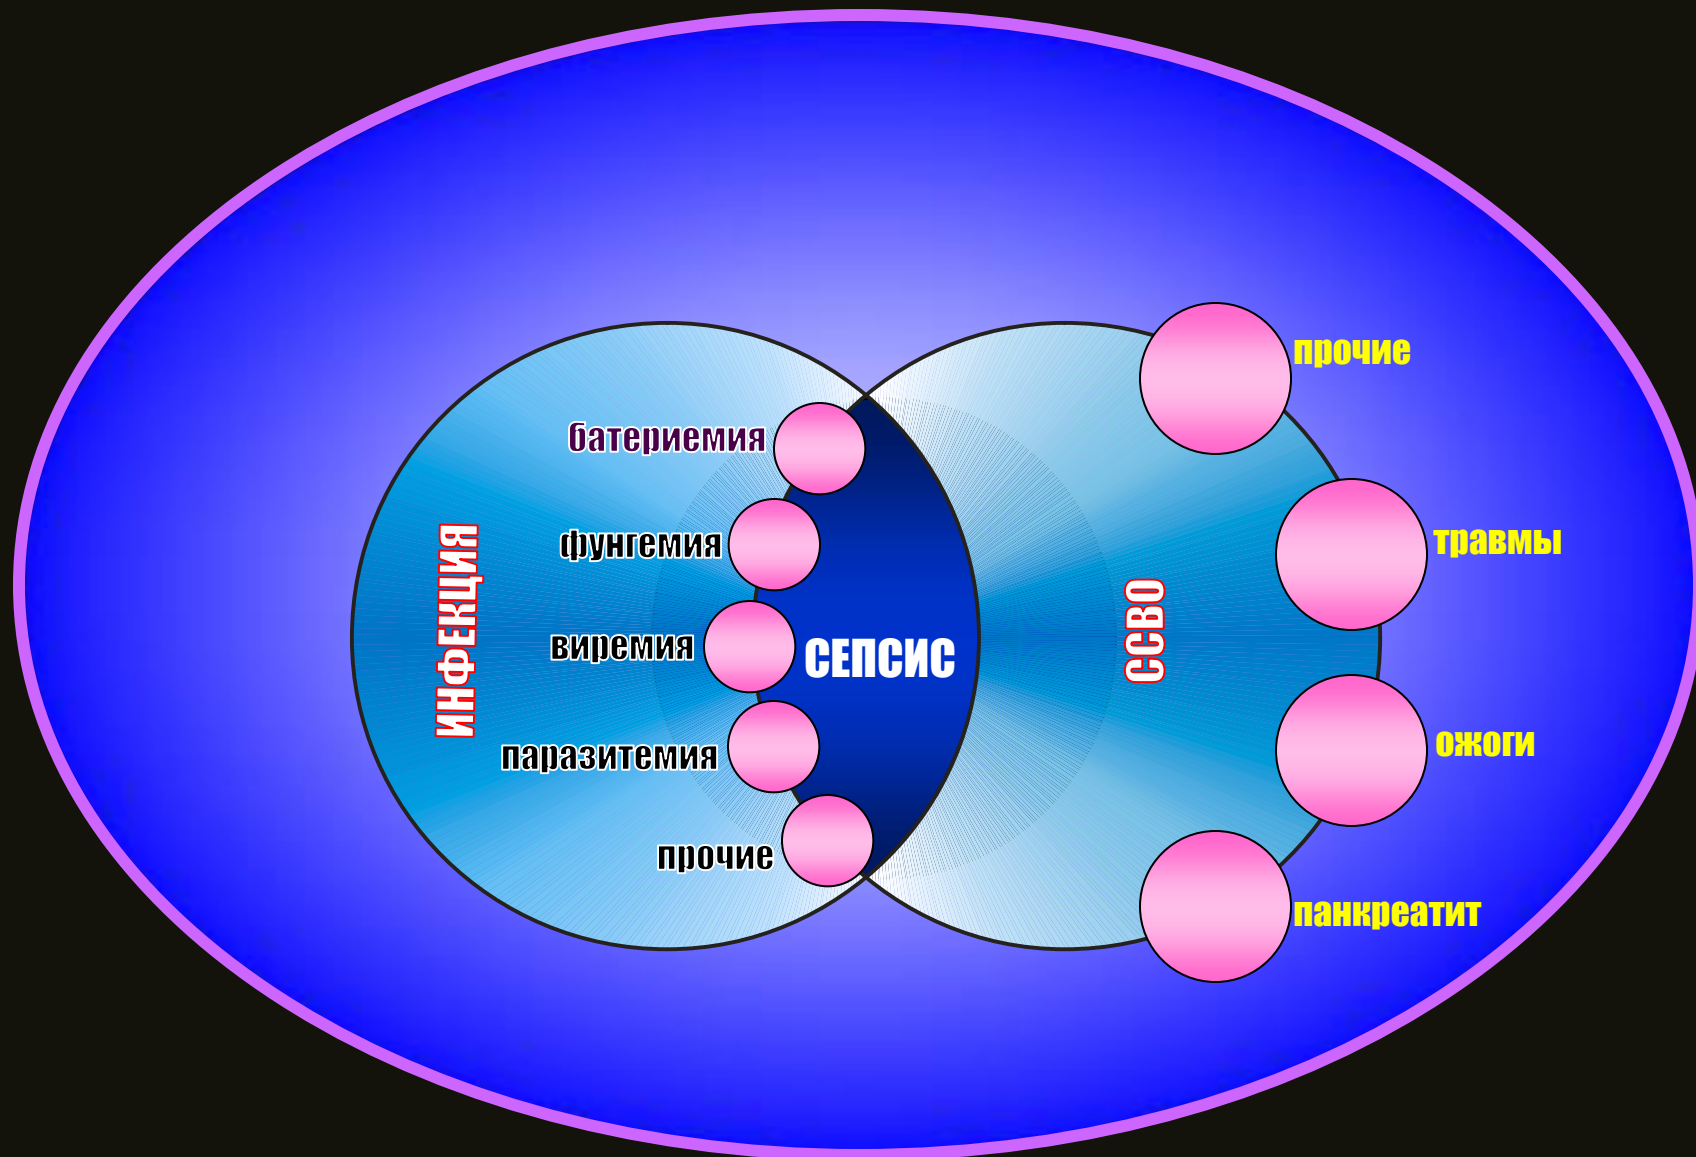 прочие
батериемия
травмы
фунгемия
ИНФЕКЦИЯ
ССВО
виремия
СЕПСИС
паразитемия
ожоги
прочие
панкреатит